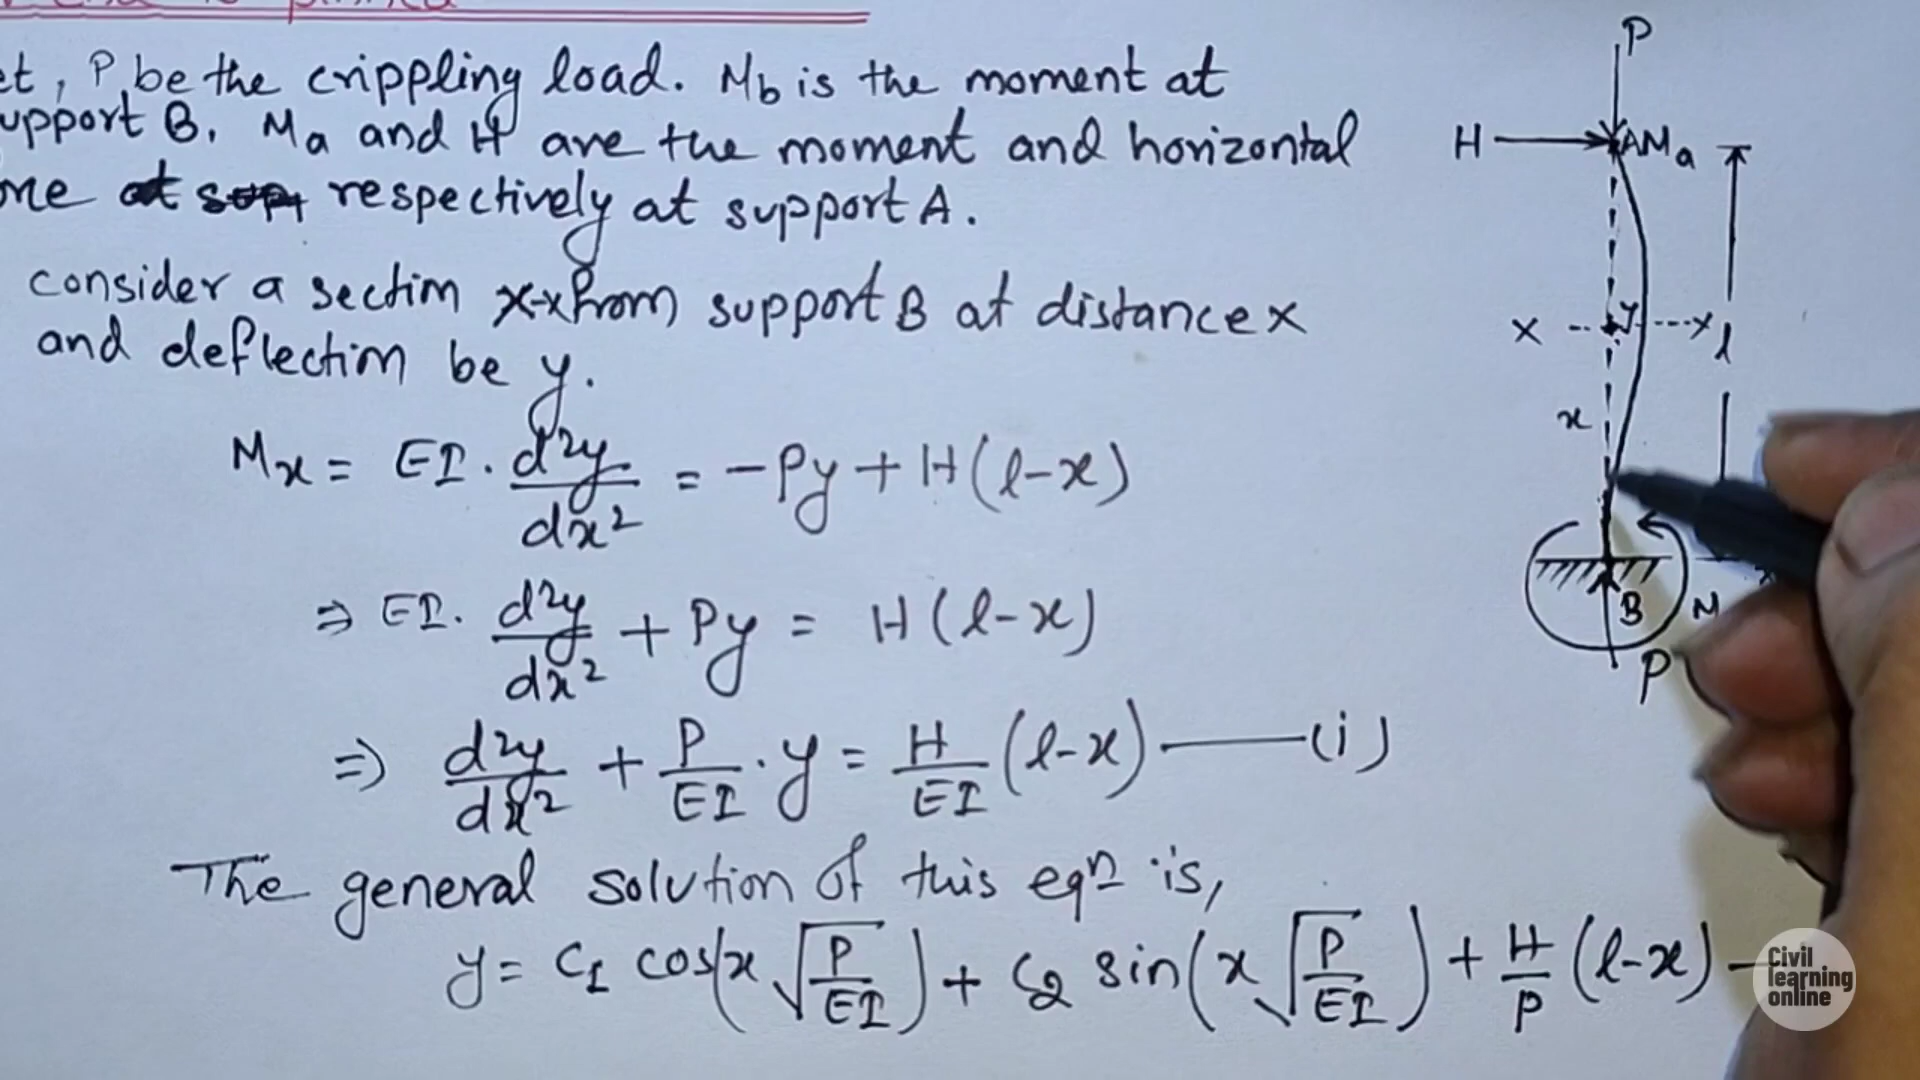 et, P be the crippling load. Mb is the moment at
upport B. Ma and H are the moment and horizontal
respectively at support A.
consider a section X-X from support B at distance x
and deflection be y.
Mx = EI. d²y/dx² = -Py + H(l-x)
⇒ EI. d²y/dx² + Py = H(l-x)
⇒ d²y/dx² + P/EI . y = H/EI (l-x) —— (i)
The general solution of this eqn is,
y = C1 cos(x √(P/EI)) + C2 sin(x √(P/EI)) + H/P (l-x) –
P
H
A Ma
X y X
l
x
B M
P
Civil
learning
online